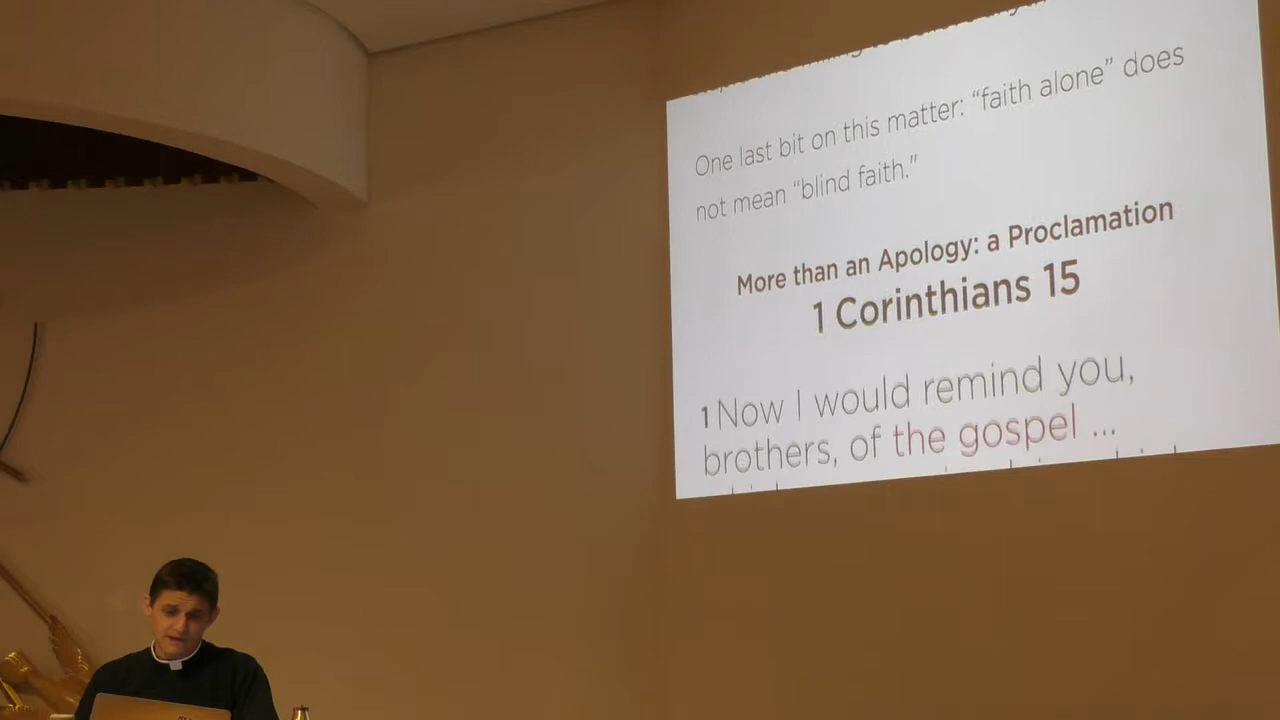 One last bit on this matter: “faith alone” does
not mean “blind faith.”
More than an Apology: a Proclamation
1 Corinthians 15
1 Now I would remind you,
brothers, of the gospel ...